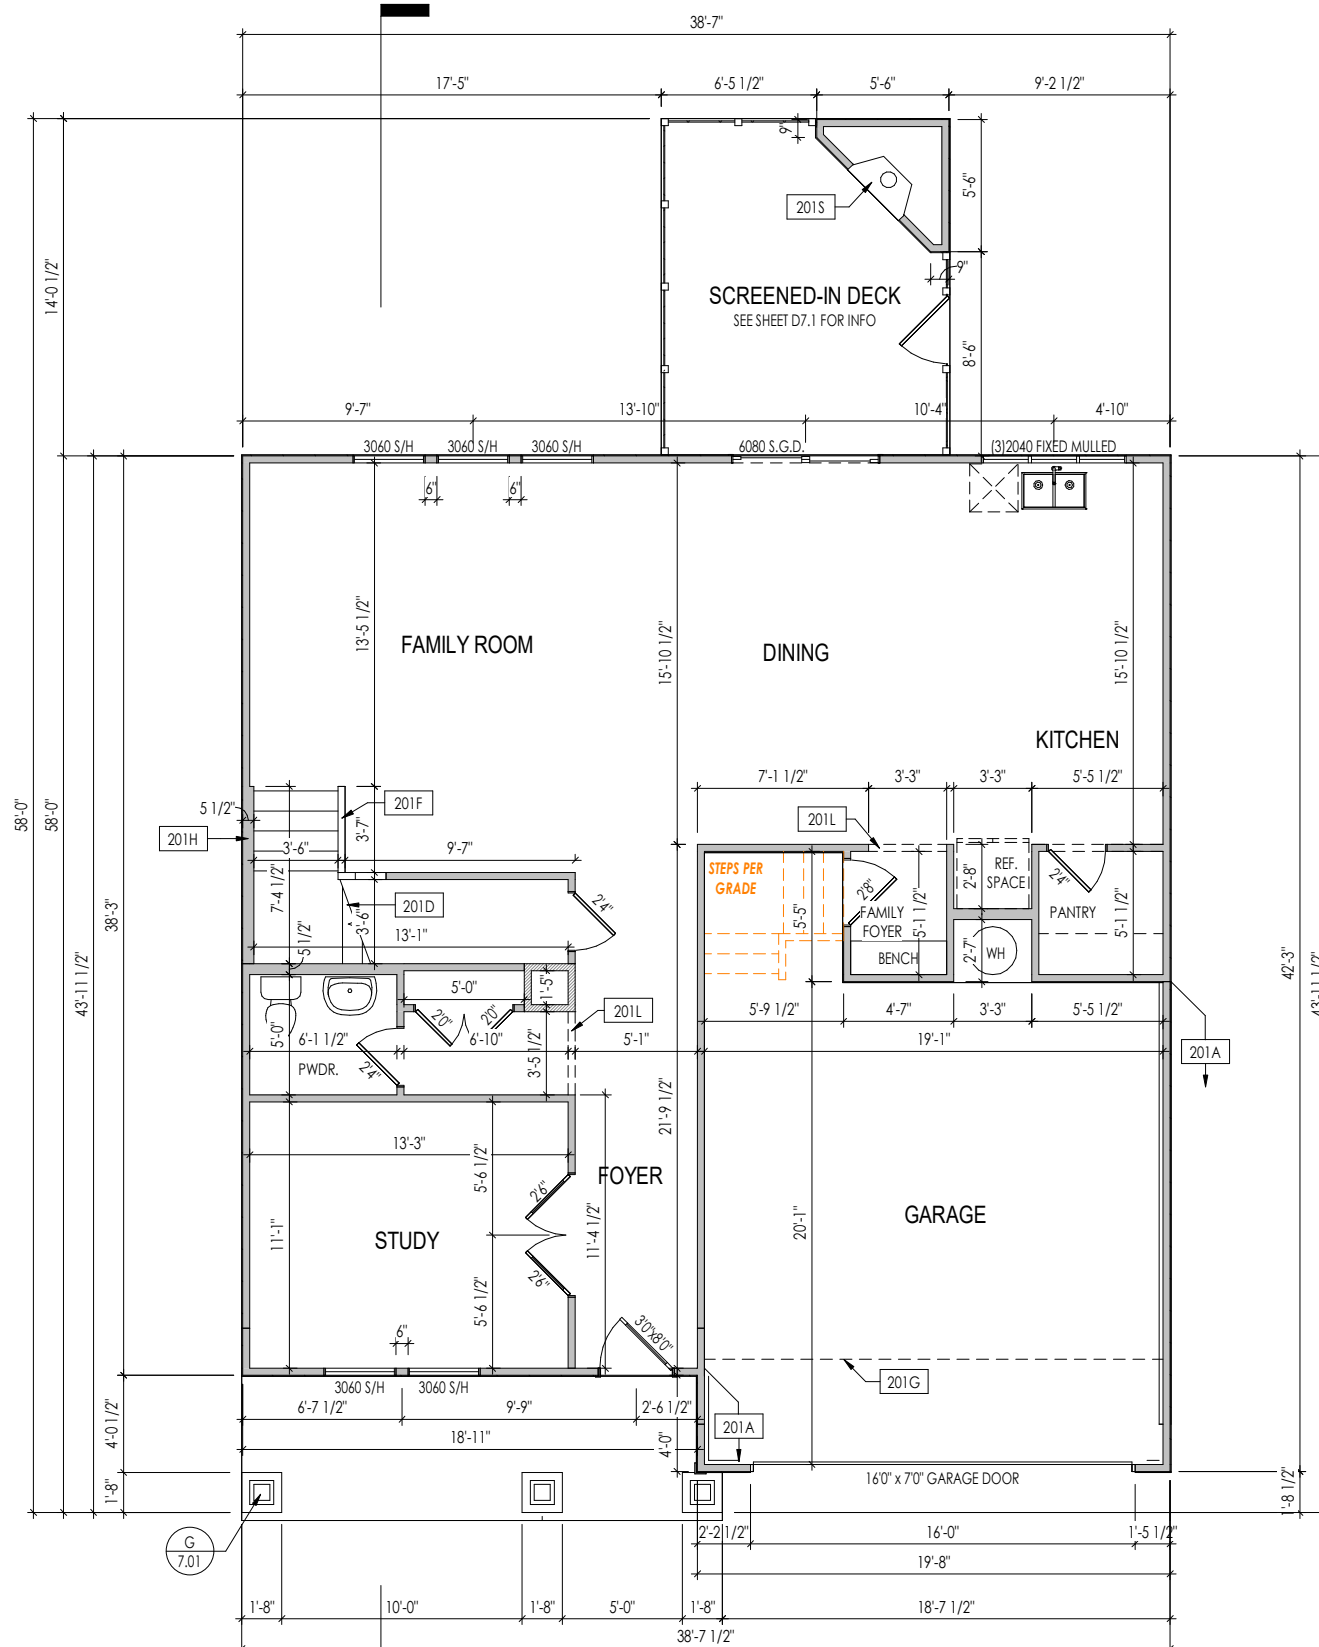 38'-7"
17'-5"
6'-5 1/2"
5'-6"
9'-2 1/2"
9"
5'-6"
201S
14'-0 1/2"
9"
SCREENED-IN DECK
SEE SHEET D7.1 FOR INFO
8'-6"
9'-7"
13'-10"
10'-4"
4'-10"
3060 S/H
3060 S/H
3060 S/H
6080 S.G.D.
(3)2040 FIXED MULLED
6"
6"
13'-5 1/2"
15'-10 1/2"
15'-10 1/2"
FAMILY ROOM
DINING
KITCHEN
7'-1 1/2"
3'-3"
3'-3"
5'-5 1/2"
58'-0"
58'-0"
5 1/2"
201F
201H
201L
3'-6"
3'-7"
9'-7"
STEPS PER
GRADE
REF.
SPACE
2'-8"
2'4"
7'-4 1/2"
2'8"
2'4"
201D
3'-6"
FAMILY
FOYER
5'-5"
5'-1 1/2"
PANTRY
5'-1 1/2"
38'-3"
43'-11 1/2"
13'-1"
5 1/2"
BENCH
2'-7"
WH
42'-3"
43'-11 1/2"
5'-0"
1'-5"
201L
5'-9 1/2"
4'-7"
3'-3"
5'-5 1/2"
2'0"
2'0"
5'-0"
6'-1 1/2"
6'-10"
5'-1"
19'-1"
201A
PWDR.
2'4"
3'-5 1/2"
21'-9 1/2"
13'-3"
5'-6 1/2"
FOYER
2'6"
11'-1"
STUDY
11'-4 1/2"
20'-1"
GARAGE
2'6"
5'-6 1/2"
6"
3'0"x8'0"
3060 S/H
3060 S/H
201G
6'-7 1/2"
9'-9"
2'-6 1/2"
4'-0 1/2"
18'-11"
4'-0"
201A
1'-8"
16'0" x 7'0" GARAGE DOOR
1'-8 1/2"
G
7.01
2'-2 1/2"
16'-0"
1'-5 1/2"
19'-8"
1'-8"
10'-0"
1'-8"
5'-0"
1'-8"
18'-7 1/2"
38'-7 1/2"